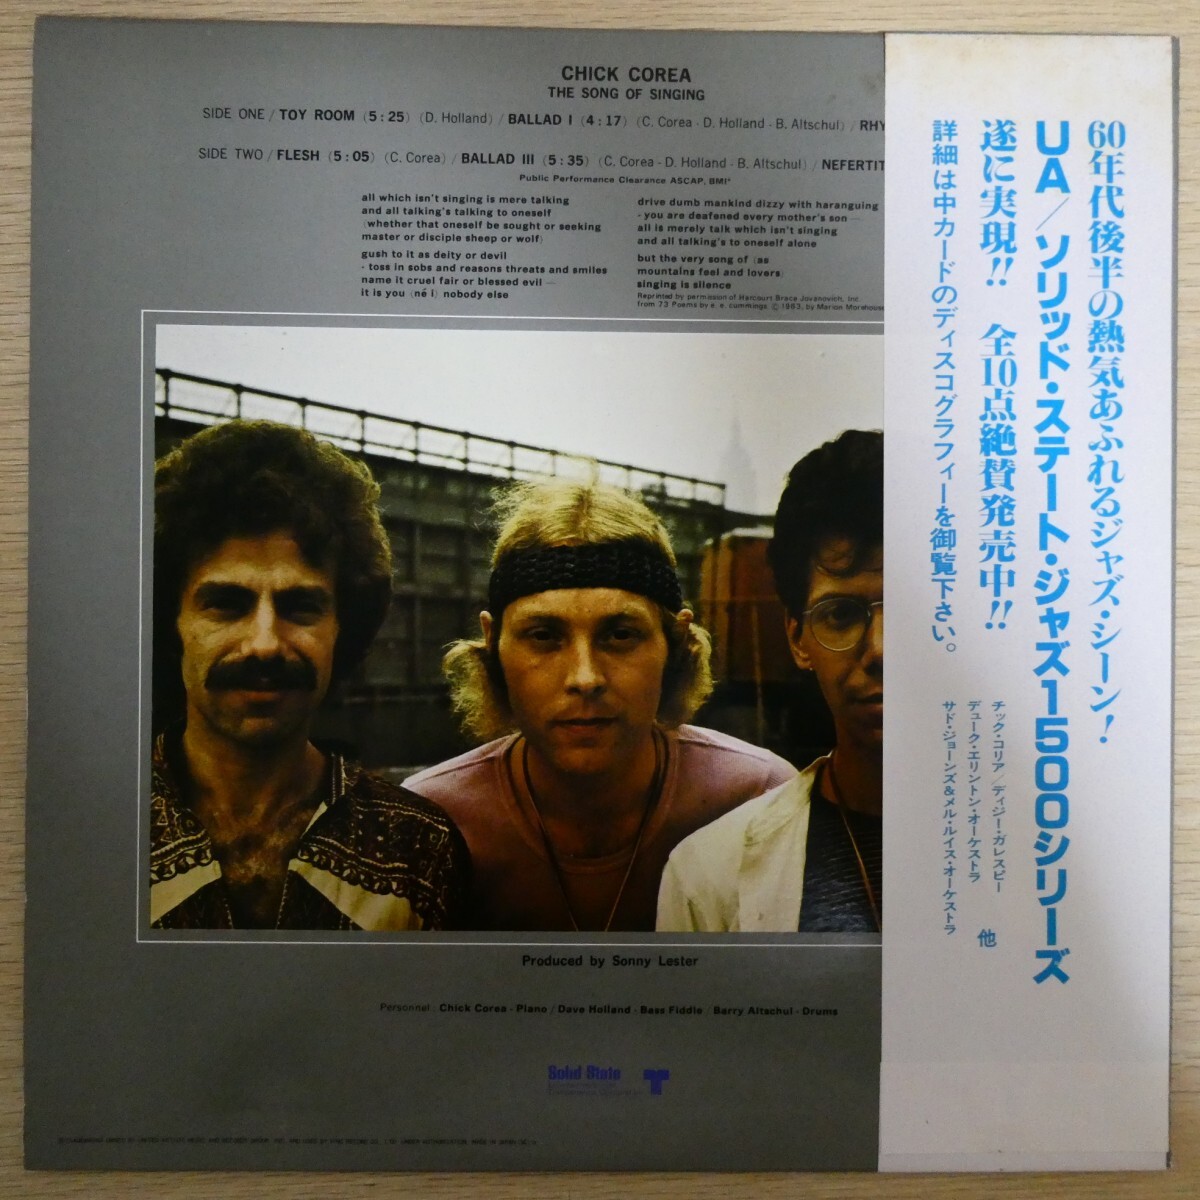 CHICK COREA
THE SONG OF SINGING
SIDE ONE / TOY ROOM (5:25) (D. Holland) / BALLAD I (4:17) (C. Corea - D. Holland - B. Altschul) / RHY
SIDE TWO / FLESH (5:05) (C. Corea) / BALLAD III (5:35) (C. Corea - D. Holland - B. Altschul) / NEFERTIT
Public Performance Clearance ASCAP, BMI*
all which isn't singing is mere talking
and all talking's talking to oneself
(whether that oneself be sought or seeking
master or disciple sheep or wolf)
gush to it as deity or devil
- toss in sobs and reasons threats and smiles
name it cruel fair or blessed evil —
it is you (né i) nobody else
drive dumb mankind dizzy with haranguing
- you are deafened every mother's son —
all is merely talk which isn't singing
and all talking's to oneself alone
but the very song of (as
mountains feel and lovers)
singing is silence
Reprinted by permission of Harcourt Brace Jovanovich, Inc.
from 73 Poems by e. e. cummings. © 1963, by Marion Morehouse
Produced by Sonny Lester
Personnel: Chick Corea - Piano / Dave Holland - Bass Fiddle / Barry Altschul - Drums
Solid State
60年代後半の熱気あふれるジャズ・シーン!
UA/ソリッド・ステート・ジャズ1500シリーズ
遂に実現!! 全10点絶賛発売中!!
詳細は中カードのディスコグラフィーを御覧下さい。
チック・コリア/ディジー・ガレスピー
デューク・エリントン・オーケストラ
サド・ジョーンズ&メル・ルイス・オーケストラ
他